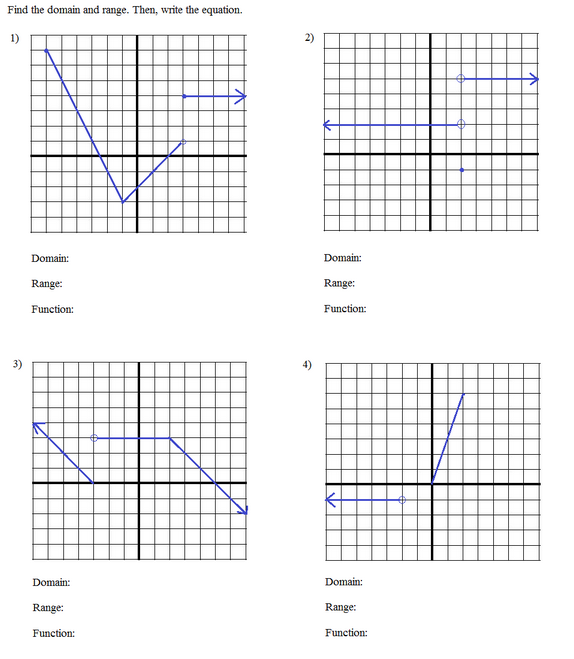 Find the domain and range. Then, write the equation.
1)
2)
Domain:
Range:
Function:
Domain:
Range:
Function:
3)
4)
Domain:
Range:
Function:
Domain:
Range:
Function: